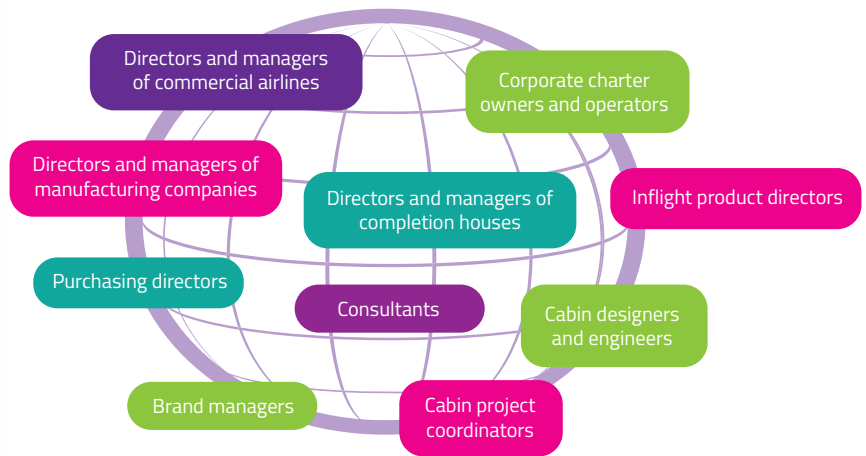 Directors and managers
of commercial airlines
Corporate charter
owners and operators
Directors and managers of
manufacturing companies
Directors and managers of
completion houses
Inflight product directors
Purchasing directors
Consultants
Cabin designers
and engineers
Brand managers
Cabin project
coordinators